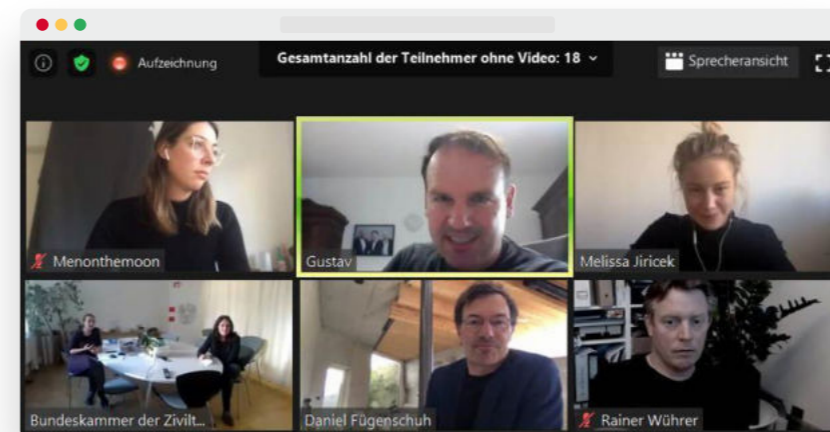 Aufzeichnung
Gesamtanzahl der Teilnehmer ohne Video: 18
Sprecheransicht
Menonthemoon
Gustav
Melissa Jiricek
Bundeskammer der Zivilt...
Daniel Fügenschuh
Rainer Wührer